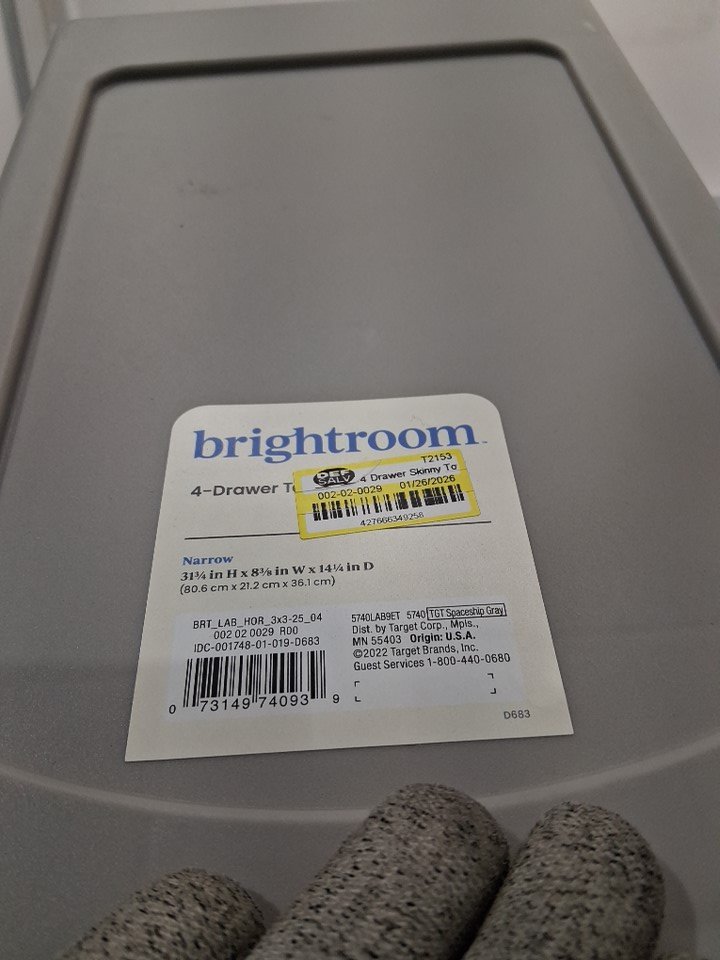 brightroom™
T2153
DEF SALV 4 Drawer Skinny To
4-Drawer
002-02-0029 01/26/2026
427666349258
Narrow
31¾ in H x 8⅜ in W x 14¼ in D
(80.6 cm x 21.2 cm x 36.1 cm)
BRT_LAB_HOR_3x3-25_04
002 02 0029 R00
IDC-001748-01-019-D683
0 73149 74093 9
5740LAB9ET 5740 TGT Spaceship Gray
Dist. by Target Corp., Mpls.,
MN 55403 Origin: U.S.A.
©2022 Target Brands, Inc.
Guest Services 1-800-440-0680
D683